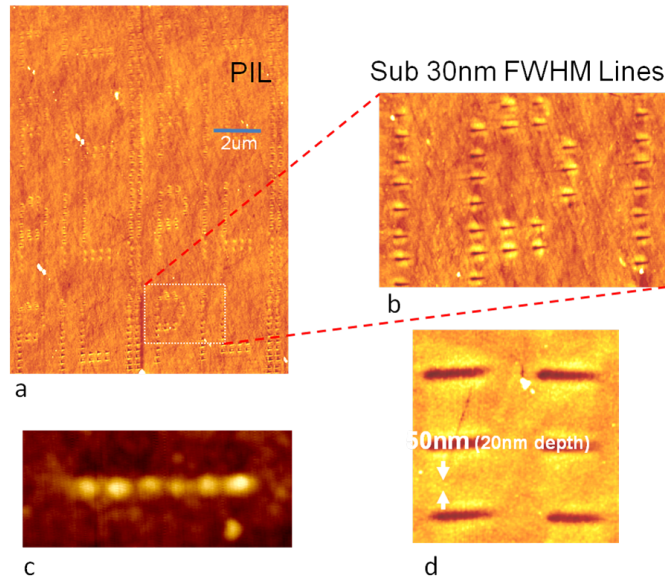 PIL
2um
Sub 30nm FWHM Lines
a
b
50nm (20nm depth)
c
d